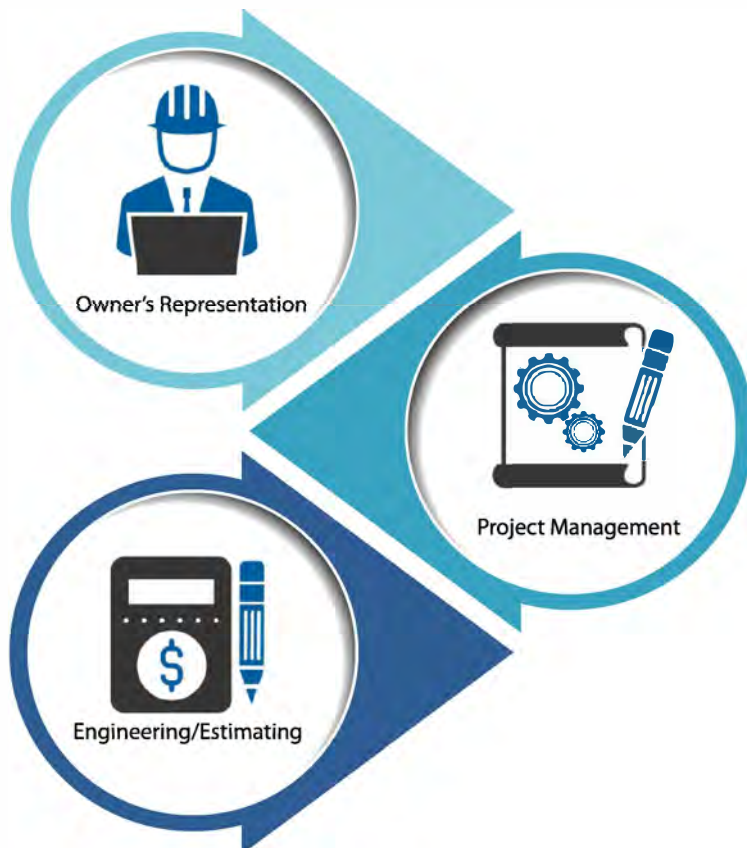 Owner's Representation
Project Management
$
Engineering/Estimating